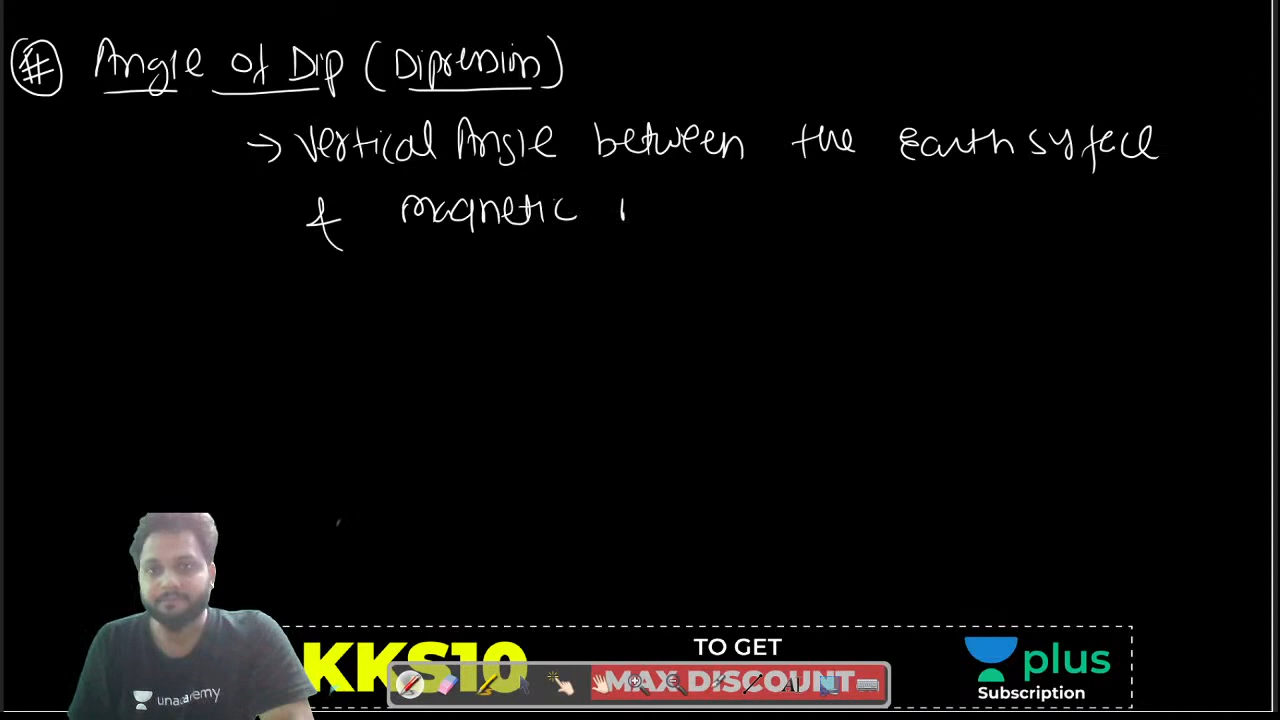 # Angle of Dip (Dipression)
→ vertical Angle between the Earth syrface
& magnetic
unacademy
KKS10
TO GET
MAX DISCOUNT
plus
Subscription